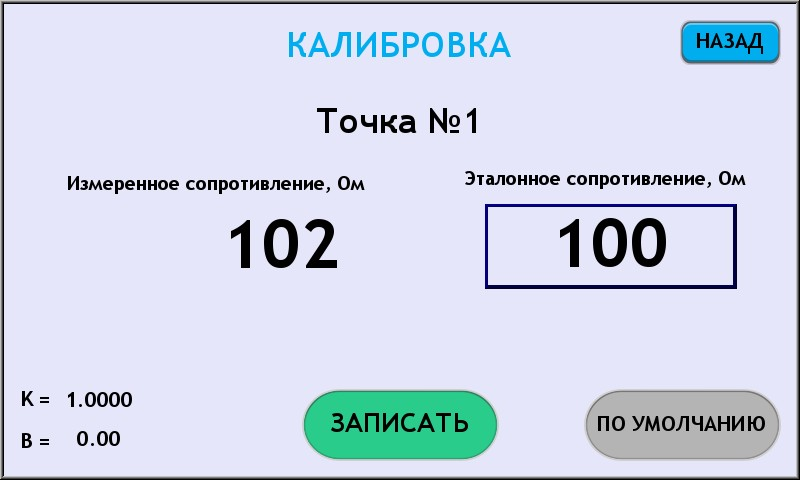 КАЛИБРОВКА
НАЗАД
Точка №1
Измеренное сопротивление, Ом
Эталонное сопротивление, Ом
102
100
K = 1.0000
B = 0.00
ЗАПИСАТЬ
ПО УМОЛЧАНИЮ